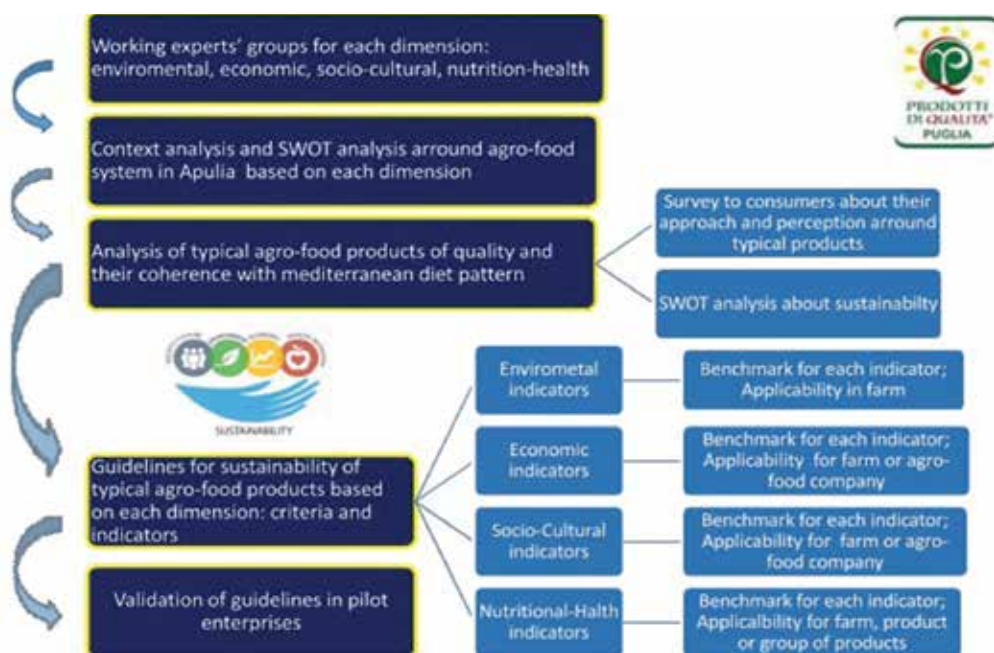 Working experts' groups for each dimension:
enviromental, economic, socio-cultural, nutrition-health
PRODOTTI
DI QUALITA'
PUGLIA
Context analysis and SWOT analysis arround agro-food
system in Apulia based on each dimension
Analysis of typical agro-food products of quality and
their coherence with mediterranean diet pattern
Survey to consumers about their
approach and perception arround
typical products
SWOT analysis about sustainabilty
SUSTAINABILITY
Guidelines for sustainability of
typical agro-food products based
on each dimension: criteria and
indicators
Envirometal
indicators
Benchmark for each indicator;
Applicability in farm
Economic
indicators
Benchmark for each indicator;
Applicability for farm or agro-
food company
Socio-Cultural
indicators
Benchmark for each indicator;
Applicability for farm or agro-
food company
Nutritional-Halth
indicators
Benchmark for each indicator;
Applicalbility for farm, product
or group of products
Validation of guidelines in pilot
enterprises